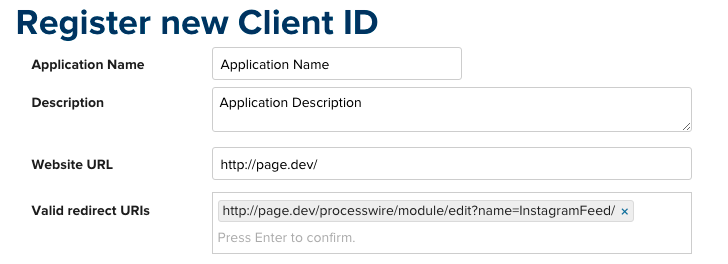 Register new Client ID
Application Name Application Name
Description Application Description
Website URL http://page.dev/
Valid redirect URIs http://page.dev/processwire/module/edit?name=InstagramFeed/ ×
Press Enter to confirm.